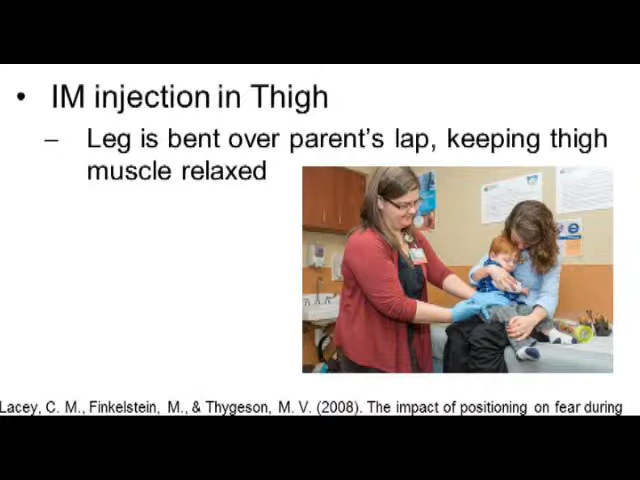 • IM injection in Thigh
– Leg is bent over parent's lap, keeping thigh
muscle relaxed
Lacey, C. M., Finkelstein, M., & Thygeson, M. V. (2008). The impact of positioning on fear during